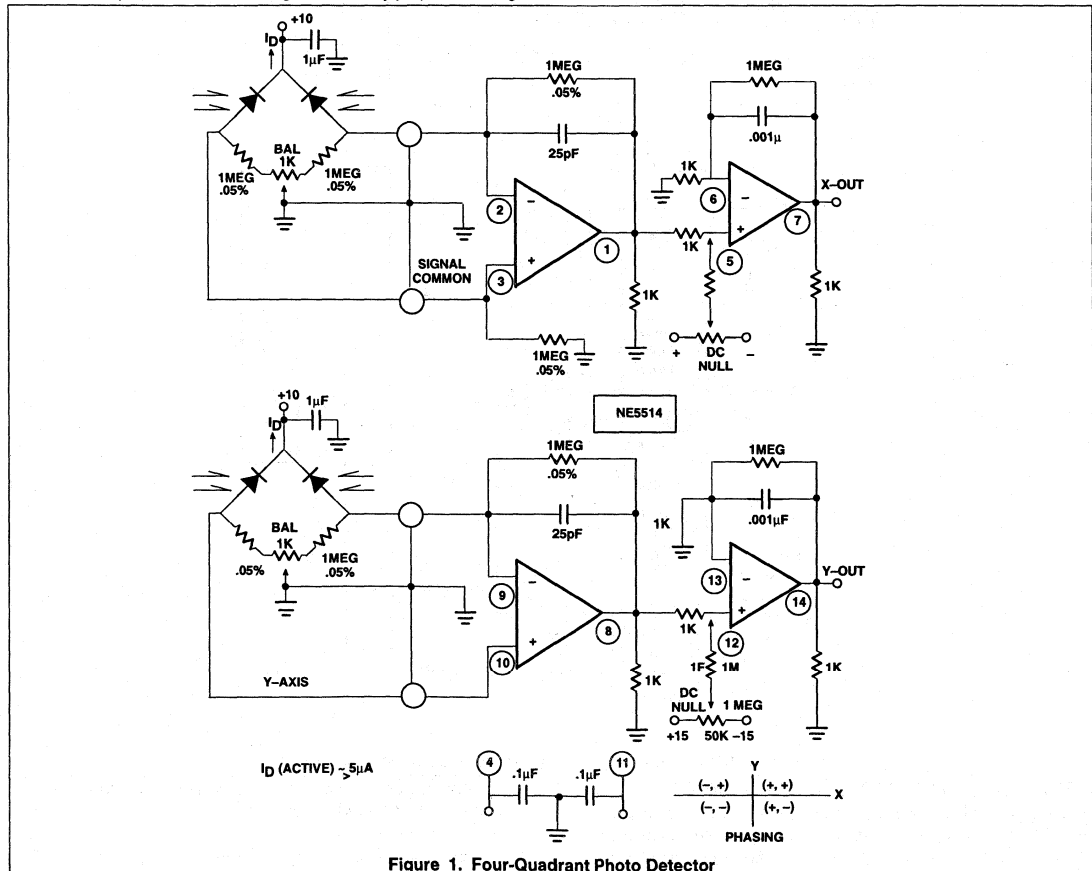 +10
I_D
1µF
1MEG
.05%
25pF
BAL
1K
1MEG
.05%
1MEG
.05%
2
3
1
SIGNAL
COMMON
1MEG
.05%
1K
1MEG
.001µ
1K
6
5
7
1K
X–OUT
+ DC –
NULL
1K
NE5514
+10
1µF
I_D
1MEG
.05%
25pF
BAL
1K
.05%
1MEG
.05%
9
10
8
Y–AXIS
1K
1MEG
.001µF
1K
13
12
14
1K
Y–OUT
1F 1M
DC
NULL
1 MEG
+15 50K –15
1K
I_D (ACTIVE) ~> 5µA
4
.1µF
.1µF
11
Y
(–, +) (+, +)
X
(–, –) (+, –)
PHASING
Figure 1. Four-Quadrant Photo Detector